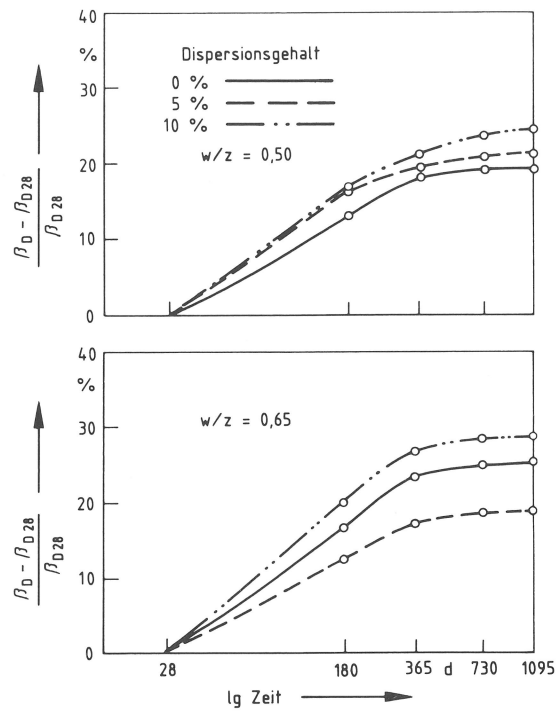 40
%
30
20
10
0
Dispersionsgehalt
0 %
5 %
10 %
w/z = 0,50
β_D − β_D28
β_D28
40
%
30
20
10
0
w/z = 0,65
β_D − β_D28
β_D28
28 180 365 d 730 1095
lg Zeit